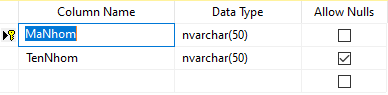 Column Name Data Type Allow Nulls
MaNhom nvarchar(50)
TenNhom nvarchar(50)